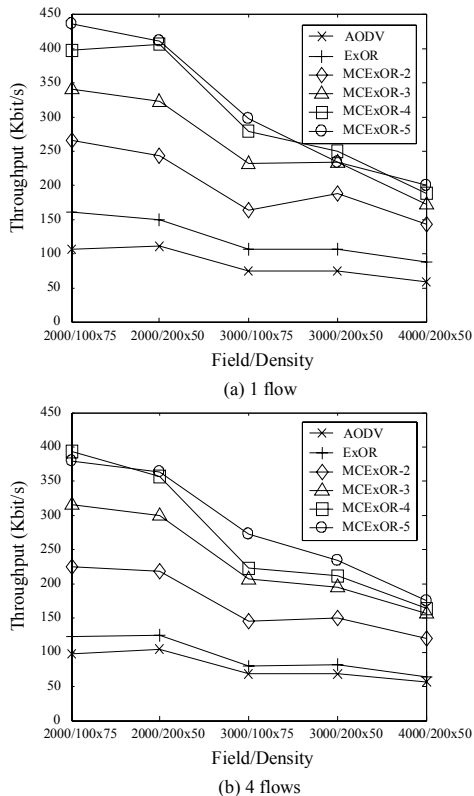 450
400
350
300
250
200
150
100
50
0
Throughput (Kbit/s)
AODV
ExOR
MCExOR-2
MCExOR-3
MCExOR-4
MCExOR-5
2000/100x75 2000/200x50 3000/100x75 3000/200x50 4000/200x50
Field/Density
(a) 1 flow
450
400
350
300
250
200
150
100
50
0
Throughput (Kbit/s)
AODV
ExOR
MCExOR-2
MCExOR-3
MCExOR-4
MCExOR-5
2000/100x75 2000/200x50 3000/100x75 3000/200x50 4000/200x50
Field/Density
(b) 4 flows